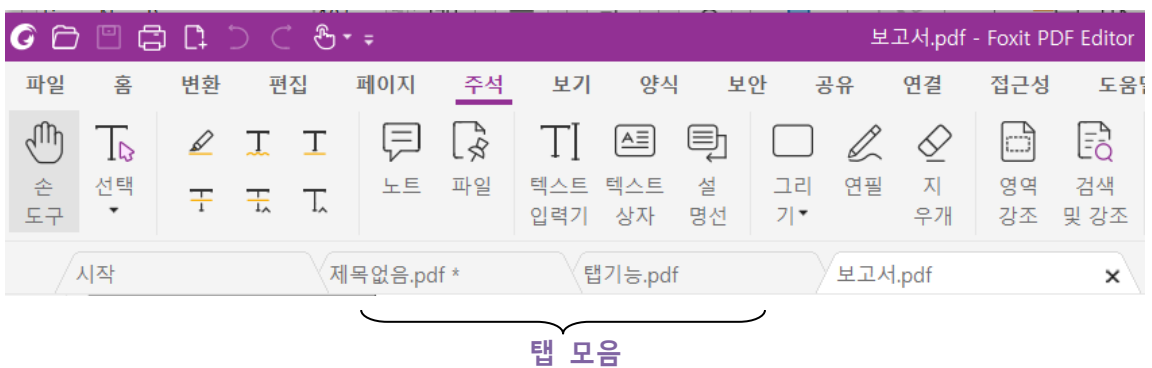 보고서.pdf - Foxit PDF Editor
파일 홈 변환 편집 페이지 주석 보기 양식 보안 공유 연결 접근성
손 도구
선택
노트
파일
텍스트 입력기
텍스트 상자
설명선
그리기
연필
지우개
영역 강조
검색 및 강조
시작 제목없음.pdf * 탭기능.pdf 보고서.pdf
탭 모음